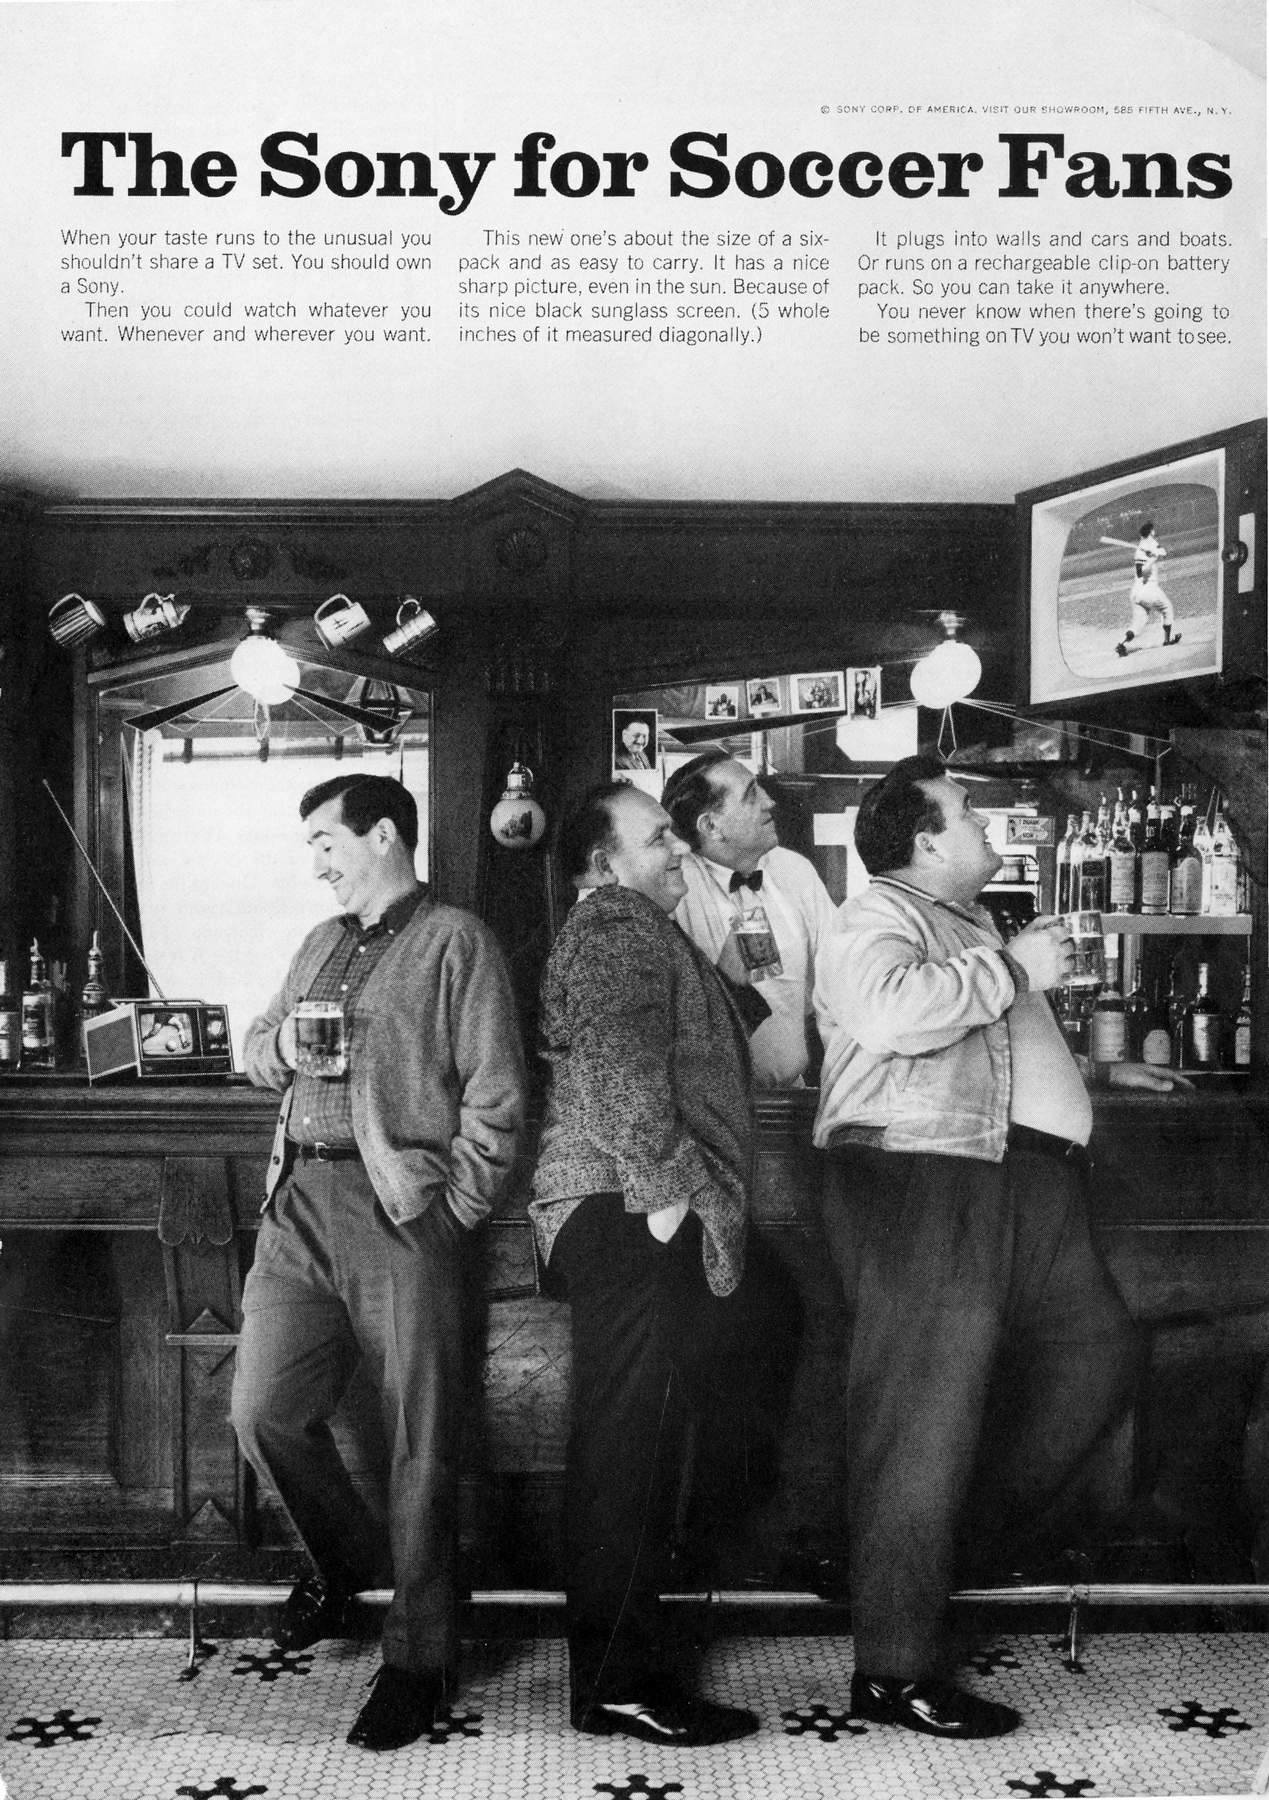 © SONY CORP. OF AMERICA. VISIT OUR SHOWROOM, 585 FIFTH AVE., N.Y.
The Sony for Soccer Fans
When your taste runs to the unusual you
shouldn't share a TV set. You should own
a Sony.
Then you could watch whatever you
want. Whenever and wherever you want.
This new one's about the size of a six-
pack and as easy to carry. It has a nice
sharp picture, even in the sun. Because of
its nice black sunglass screen. (5 whole
inches of it measured diagonally.)
It plugs into walls and cars and boats.
Or runs on a rechargeable clip-on battery
pack. So you can take it anywhere.
You never know when there's going to
be something on TV you won't want to see.